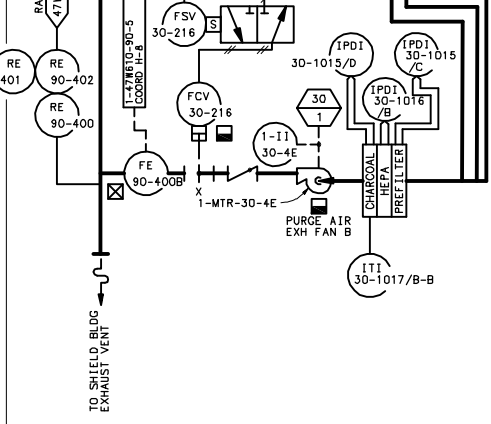 RA
47W
FSV
30-216
S
1
RE
401
RE
90-402
RE
90-400
1-47W610-90-5
COORD H-8
FCV
30-216
30
1
1-II
30-4E
IPDI
30-1015/D
IPDI
30-1015
/C
IPDI
30-1016
/B
FE
90-400B
X
1-MTR-30-4E
CHARCOAL
HEPA
PREFILTER
PURGE AIR
EXH FAN B
ITI
30-1017/B-B
TO SHIELD BLDG
EXHAUST VENT